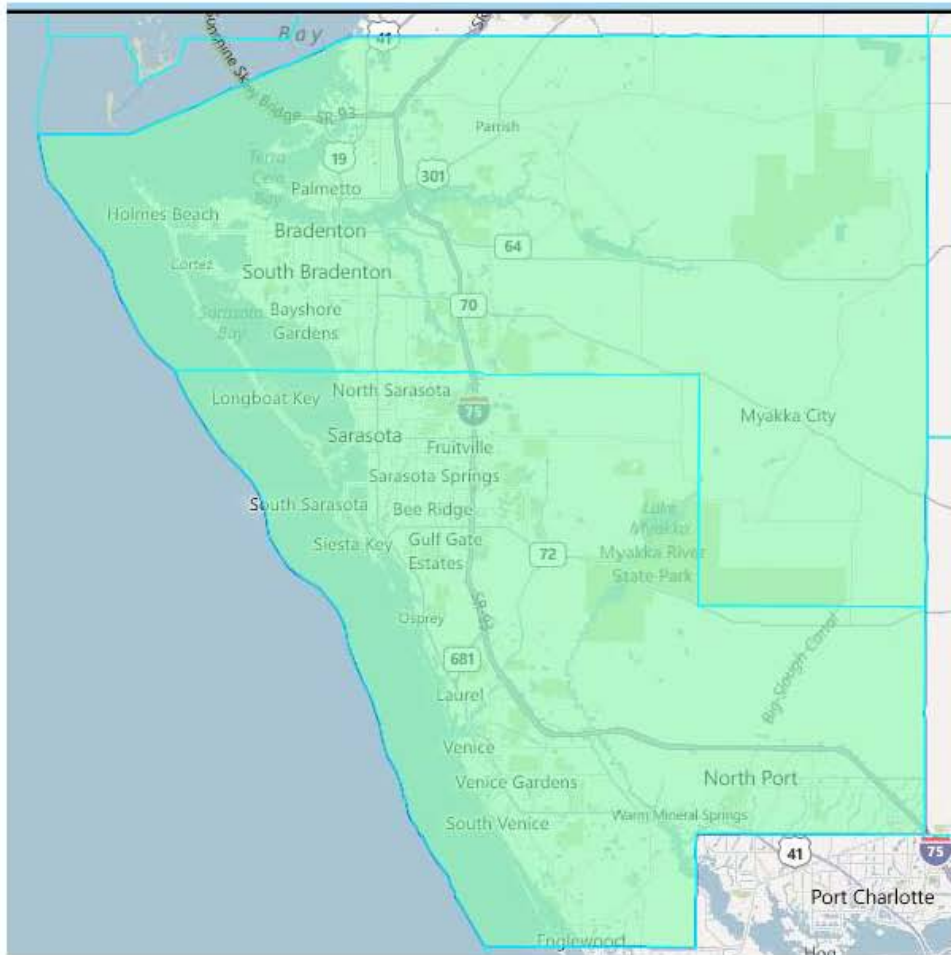 Bay
41
Sunshine Skyway Bridge
SR 93
Parrish
19
Terra
Ceia
Bay
301
Palmetto
Holmes Beach
Bradenton
64
Cortez
South Bradenton
70
Sarasota
Bay
Bayshore
Gardens
North Sarasota
Longboat Key
75
Myakka City
Sarasota
Fruitville
Sarasota Springs
South Sarasota
Bee Ridge
Lake
Myakka
Siesta Key
Gulf Gate
Estates
72
Myakka River
State Park
SR-93
Osprey
681
Big Slough Canal
Laurel
Venice
Venice Gardens
North Port
South Venice
Warm Mineral Springs
41
75
Port Charlotte
Englewood
Hog